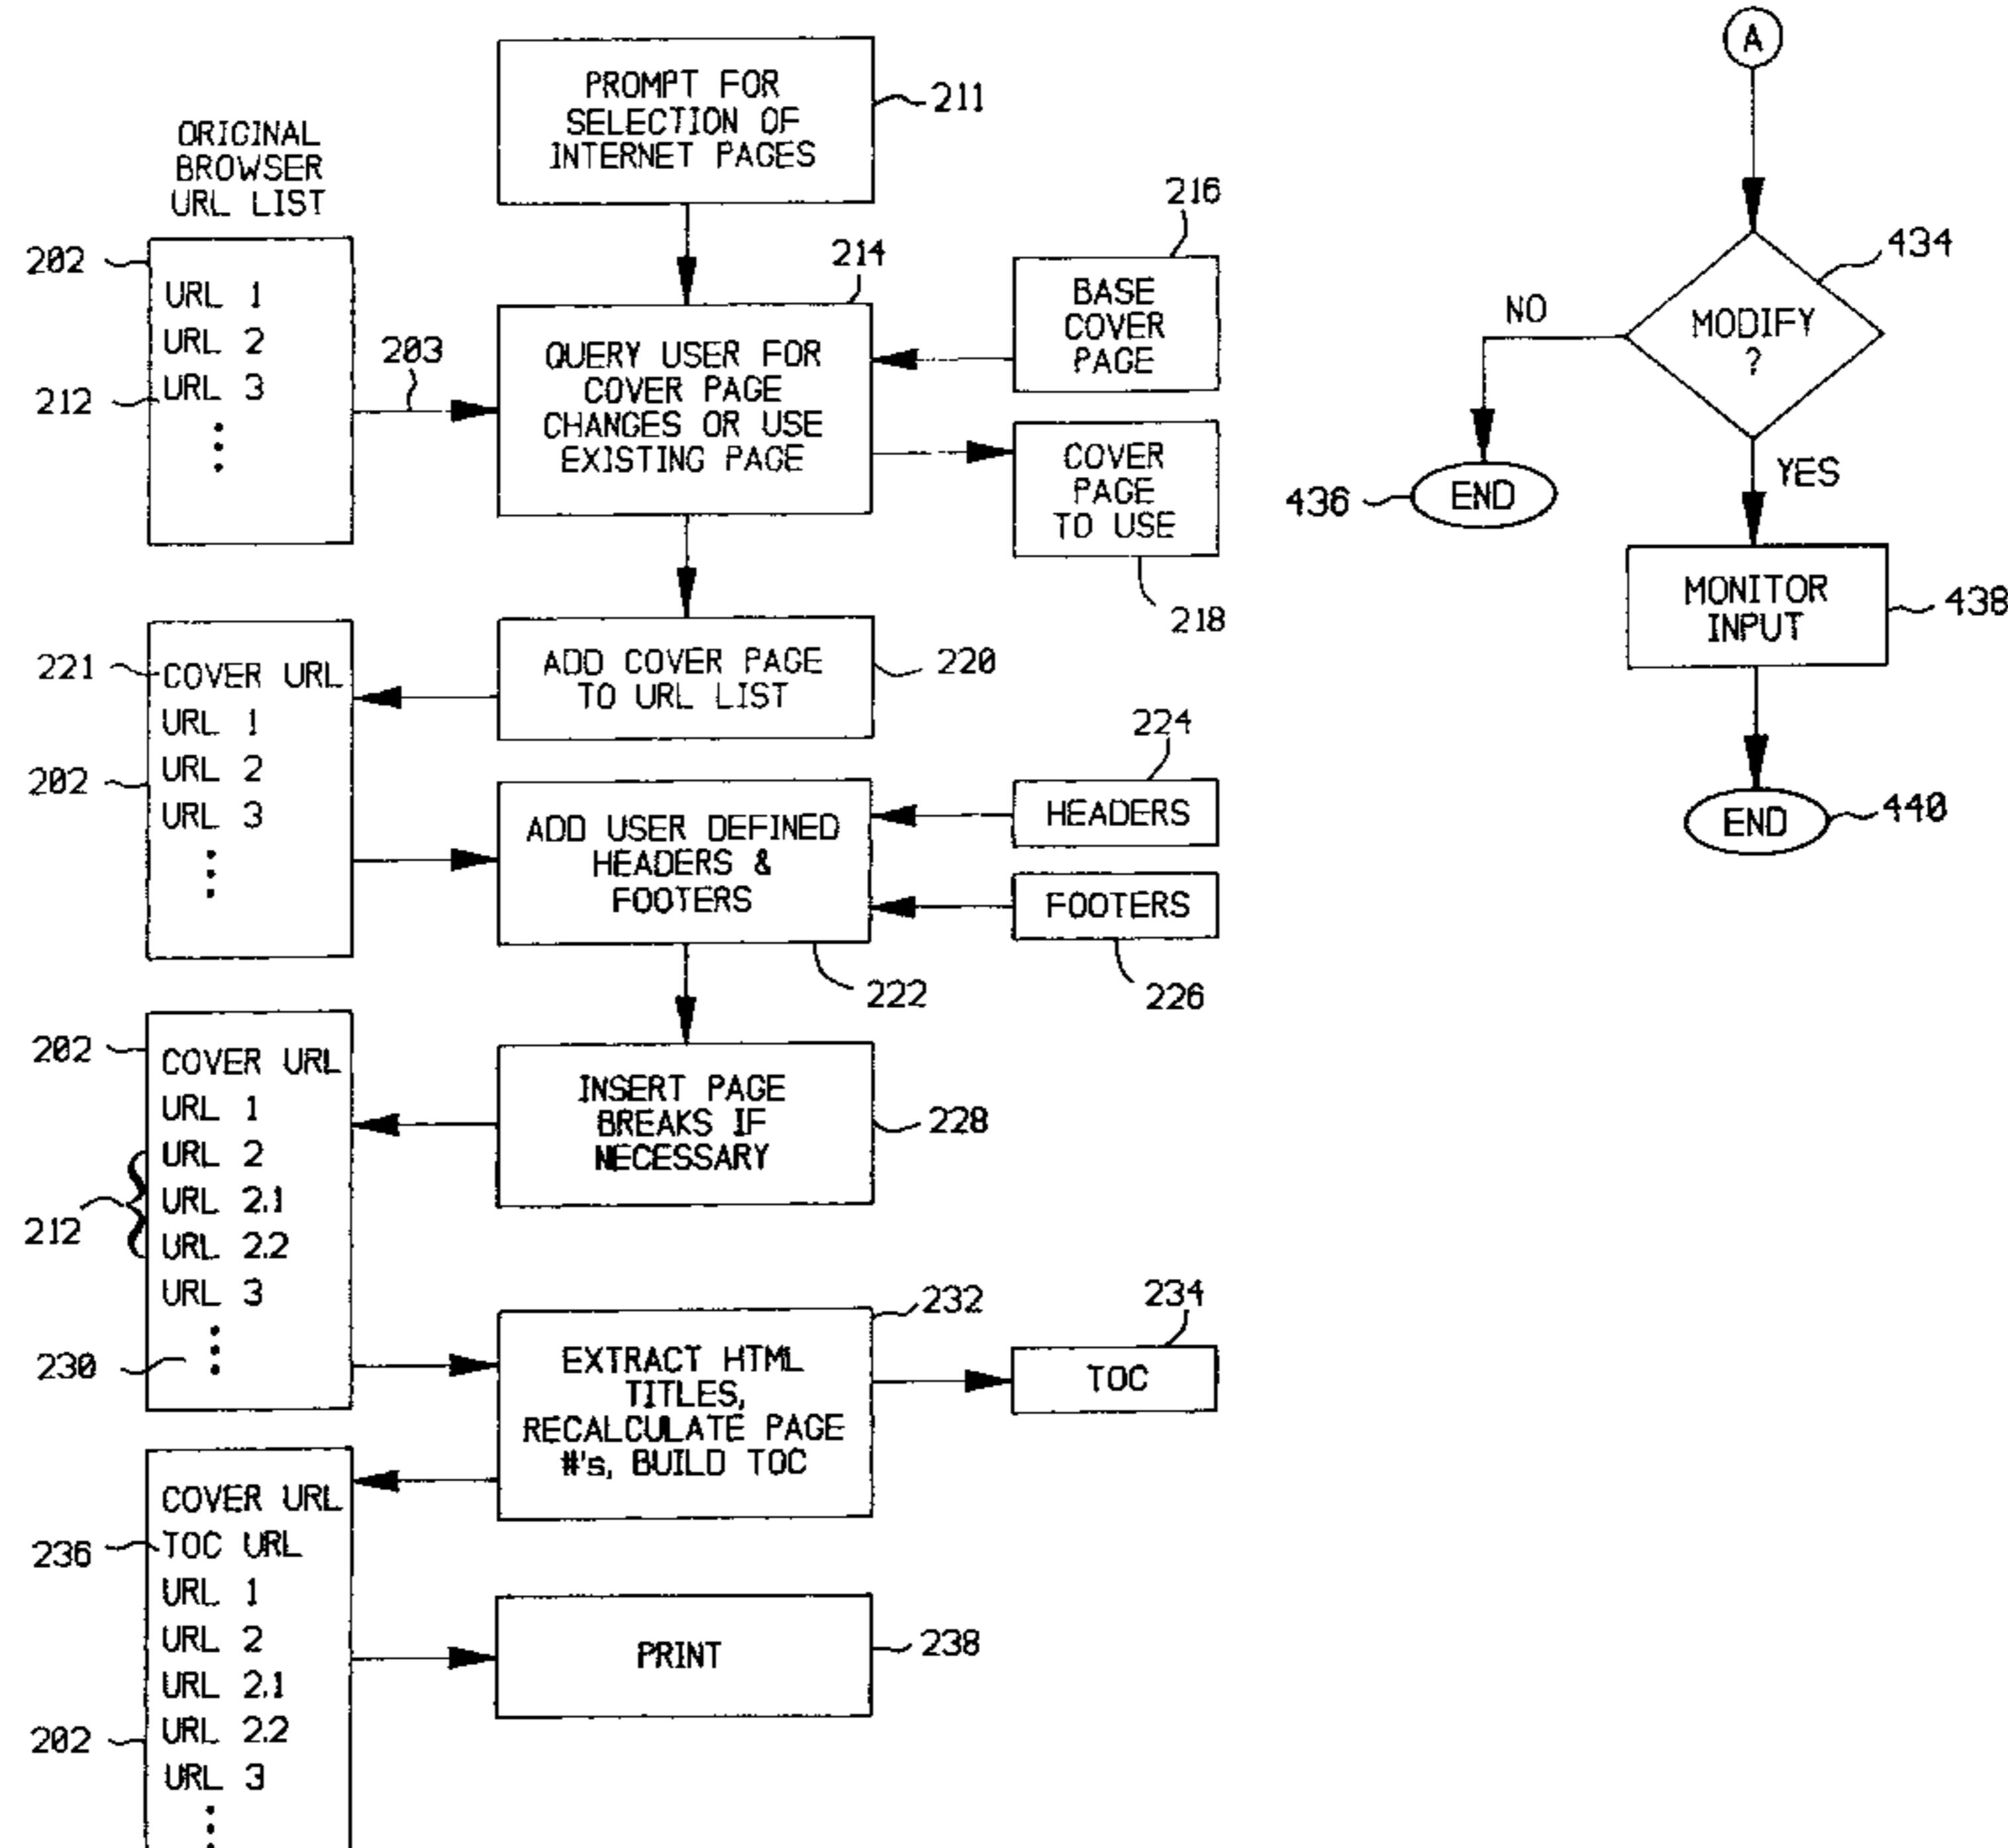 PROMPT FOR
SELECTION OF
INTERNET PAGES
211
ORIGINAL
BROWSER
URL LIST
202
URL 1
URL 2
212
URL 3
203
214
QUERY USER FOR
COVER PAGE
CHANGES OR USE
EXISTING PAGE
216
BASE
COVER
PAGE
COVER
PAGE
TO USE
218
221
COVER URL
URL 1
URL 2
202
URL 3
ADD COVER PAGE
TO URL LIST
220
224
HEADERS
ADD USER DEFINED
HEADERS &
FOOTERS
222
FOOTERS
226
202
COVER URL
URL 1
URL 2
URL 2.1
212
URL 2.2
URL 3
230
INSERT PAGE
BREAKS IF
NECESSARY
228
232
EXTRACT HTML
TITLES,
RECALCULATE PAGE
#'s, BUILD TOC
234
TOC
COVER URL
236
TOC URL
URL 1
URL 2
URL 2.1
URL 2.2
202
URL 3
PRINT
238
A
434
MODIFY
?
NO
436
END
YES
MONITOR
INPUT
438
END
440